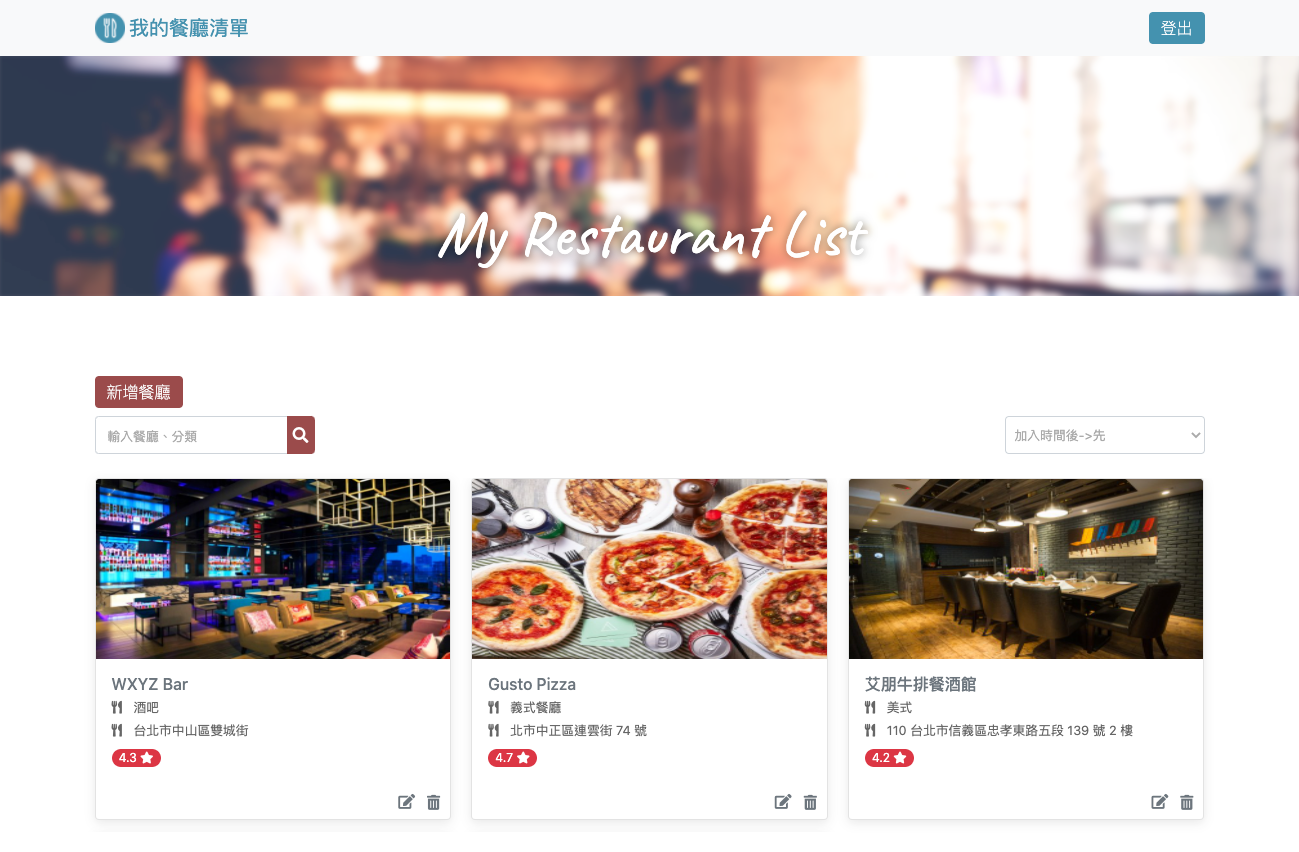 我的餐廳清單
登出
My Restaurant List
新增餐廳
輸入餐廳、分類
加入時間後->先
WXYZ Bar
酒吧
台北市中山區雙城街
4.3
Gusto Pizza
義式餐廳
北市中正區連雲街 74 號
4.7
艾朋牛排餐酒館
美式
110 台北市信義區忠孝東路五段 139 號 2 樓
4.2